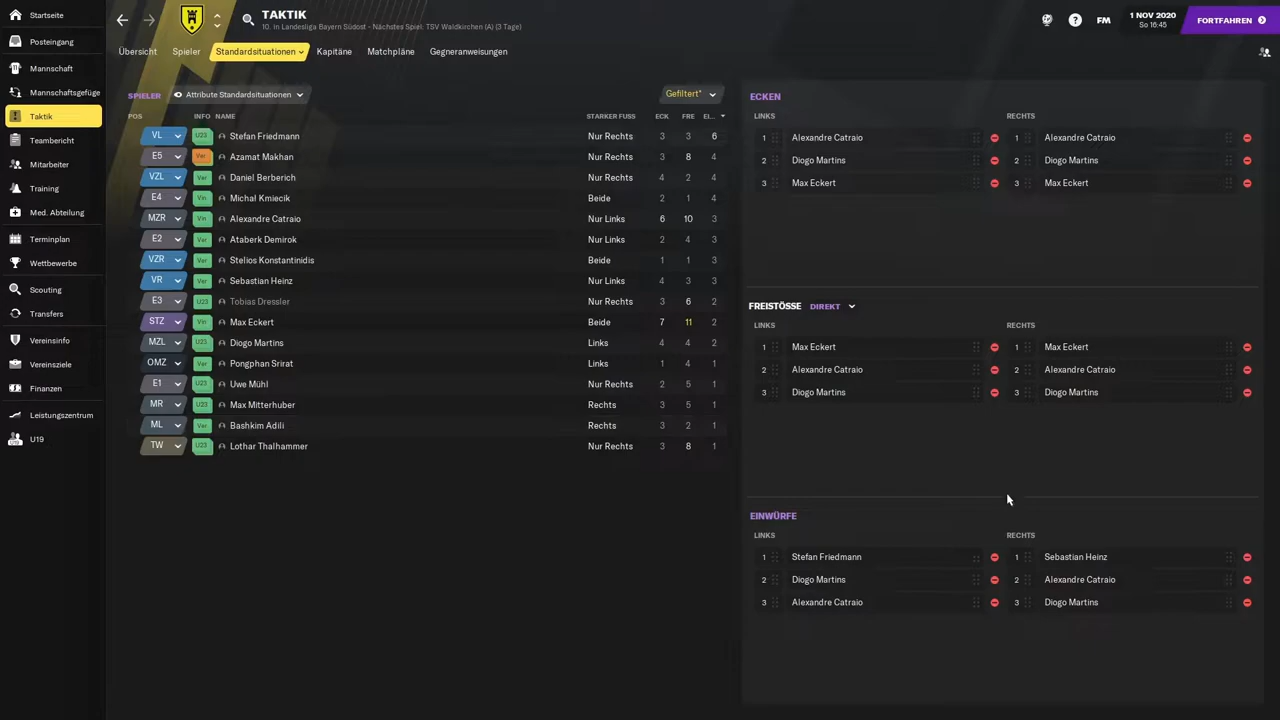 Startseite
Posteingang
Mannschaft
Mannschaftsgefüge
Taktik
Teambericht
Mitarbeiter
Training
Med. Abteilung
Terminplan
Wettbewerbe
Scouting
Transfers
Vereinsinfo
Vereinsziele
Finanzen
Leistungszentrum
U19
TAKTIK
10. in Landesliga Bayern Südost - Nächstes Spiel: TSV Waldkirchen (A) (3 Tage)
FM
1 NOV 2020
So 16:45
FORTFAHREN
Übersicht Spieler Standardsituationen Kapitäne Matchpläne Gegneranweisungen
SPIELER Attribute Standardsituationen Gefiltert*
POS INFO NAME STARKER FUSS ECK FRE EI...
VL U23 Stefan Friedmann Nur Rechts 3 3 6
E5 Ver Azamat Makhan Nur Rechts 3 8 4
VZL Ver Daniel Berberich Nur Rechts 4 2 4
E4 Vin Michal Kmiecik Beide 2 1 4
MZR Vin Alexandre Catraio Nur Links 6 10 3
E2 Ver Ataberk Demirok Nur Links 2 4 3
VZR Ver Stelios Konstantinidis Beide 1 1 3
VR Ver Sebastian Heinz Nur Links 4 3 3
E3 U23 Tobias Dressler Nur Rechts 3 6 2
STZ Vin Max Eckert Beide 7 11 2
MZL U23 Diogo Martins Links 4 4 2
OMZ Ver Pongphan Srirat Links 1 4 1
E1 U23 Uwe Mühl Nur Rechts 2 5 1
MR U23 Max Mitterhuber Rechts 3 5 1
ML Ver Bashkim Adili Rechts 3 2 1
TW U23 Lothar Thalhammer Nur Rechts 3 8 1
ECKEN
LINKS RECHTS
1 Alexandre Catraio 1 Alexandre Catraio
2 Diogo Martins 2 Diogo Martins
3 Max Eckert 3 Max Eckert
FREISTÖSSE DIREKT
LINKS RECHTS
1 Max Eckert 1 Max Eckert
2 Alexandre Catraio 2 Alexandre Catraio
3 Diogo Martins 3 Diogo Martins
EINWÜRFE
LINKS RECHTS
1 Stefan Friedmann 1 Sebastian Heinz
2 Diogo Martins 2 Alexandre Catraio
3 Alexandre Catraio 3 Diogo Martins